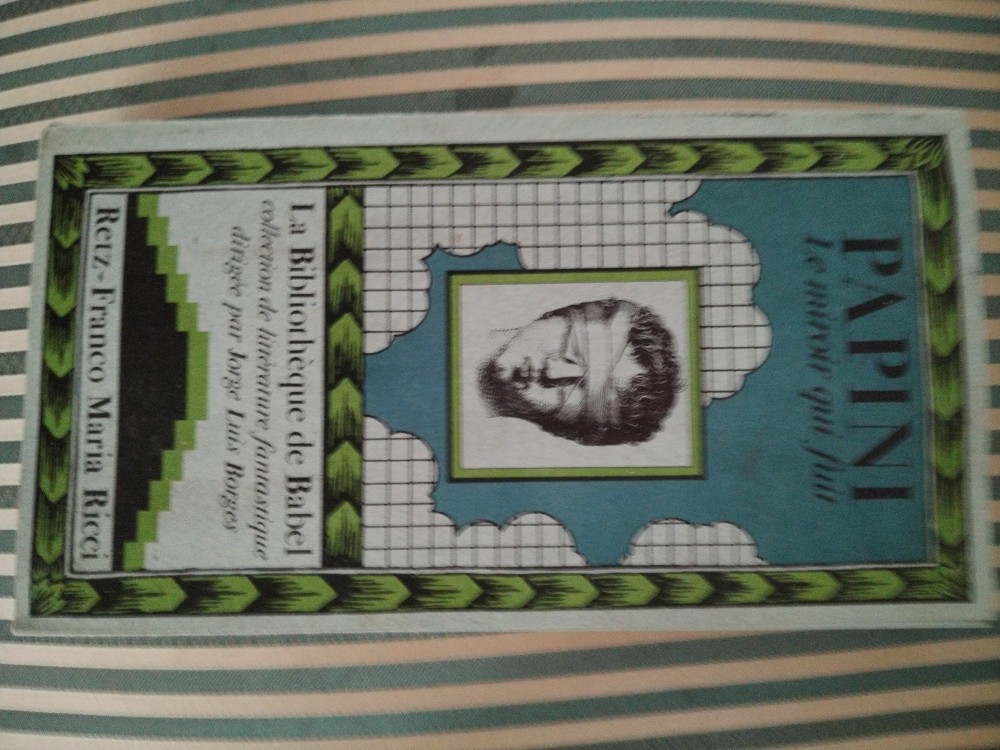 PAPINI
Le miroir qui fuit
La Bibliothèque de Babel
collection de littérature fantastique
dirigée par Jorge Luis Borges
Retz-Franco Maria Ricci